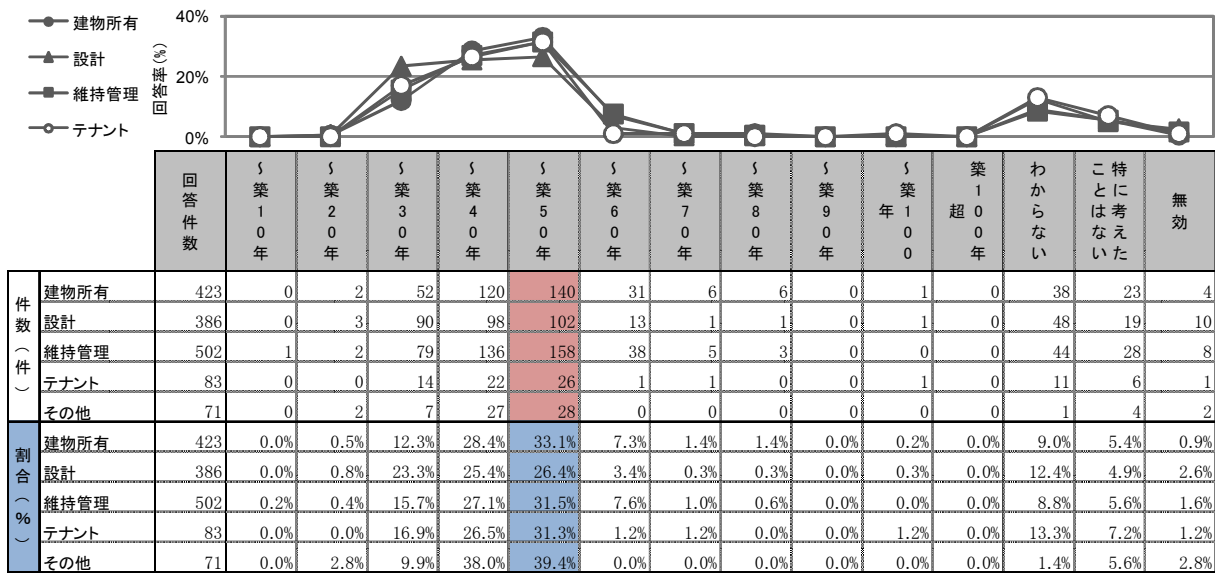 建物所有
設計
維持管理
テナント
回答率(%)
40%
20%
0%
回答件数 ～築10年 ～築20年 ～築30年 ～築40年 ～築50年 ～築60年 ～築70年 ～築80年 ～築90年 ～築100年 築100年超 わからない 特に考えたことはない 無効
件数(件)
建物所有 423 0 2 52 120 140 31 6 6 0 1 0 38 23 4
設計 386 0 3 90 98 102 13 1 1 0 1 0 48 19 10
維持管理 502 1 2 79 136 158 38 5 3 0 0 0 44 28 8
テナント 83 0 0 14 22 26 1 1 0 1 0 11 6 1
その他 71 0 2 7 27 28 0 0 0 0 0 0 1 4 2
割合(%)
建物所有 423 0.0% 0.5% 12.3% 28.4% 33.1% 7.3% 1.4% 1.4% 0.0% 0.2% 0.0% 9.0% 5.4% 0.9%
設計 386 0.0% 0.8% 23.3% 25.4% 26.4% 3.4% 0.3% 0.3% 0.0% 0.3% 0.0% 12.4% 4.9% 2.6%
維持管理 502 0.2% 0.4% 15.7% 27.1% 31.5% 7.6% 1.0% 0.6% 0.0% 0.0% 0.0% 8.8% 5.6% 1.6%
テナント 83 0.0% 0.0% 16.9% 26.5% 31.3% 1.2% 1.2% 0.0% 0.0% 1.2% 0.0% 13.3% 7.2% 1.2%
その他 71 0.0% 2.8% 9.9% 38.0% 39.4% 0.0% 0.0% 0.0% 0.0% 0.0% 0.0% 1.4% 5.6% 2.8%